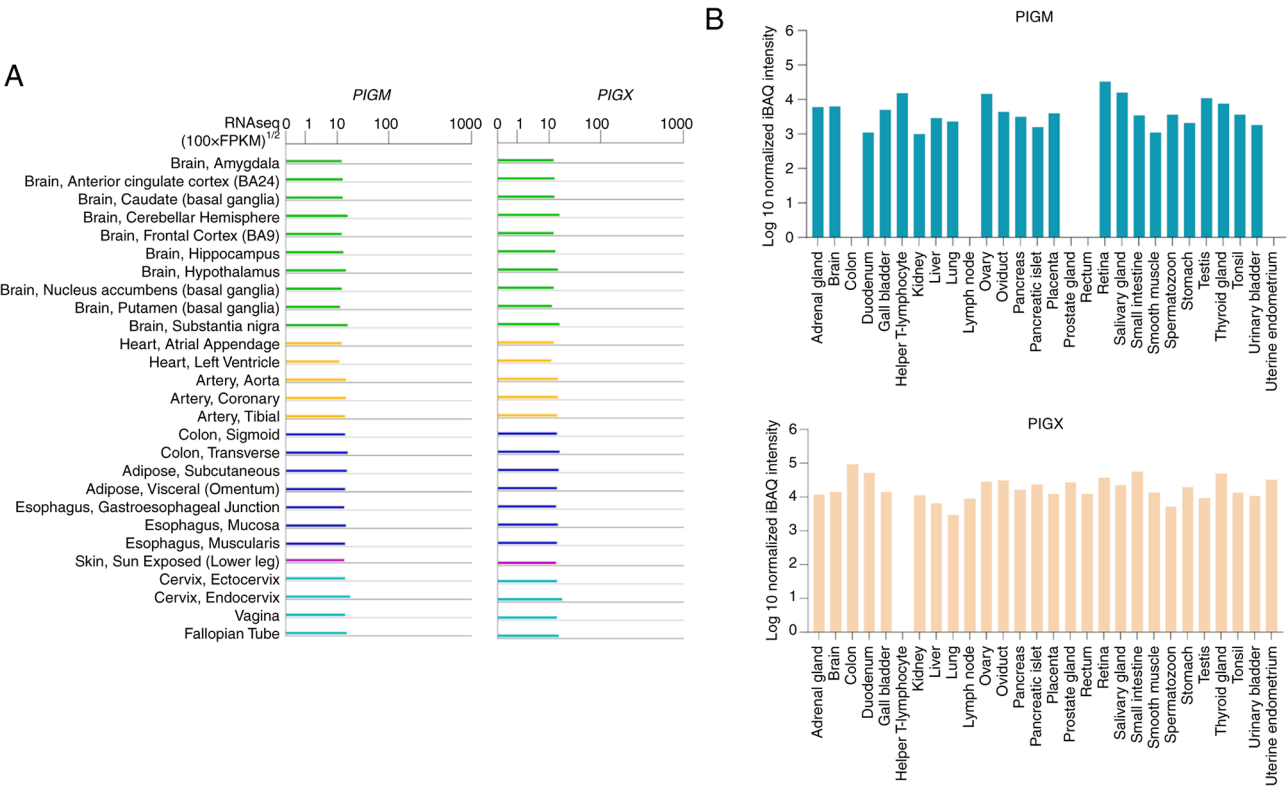 A
PIGM
PIGX
RNAseq
(100×FPKM)1/2
0 1 10 100 1000
0 1 10 100 1000
Brain, Amygdala
Brain, Anterior cingulate cortex (BA24)
Brain, Caudate (basal ganglia)
Brain, Cerebellar Hemisphere
Brain, Frontal Cortex (BA9)
Brain, Hippocampus
Brain, Hypothalamus
Brain, Nucleus accumbens (basal ganglia)
Brain, Putamen (basal ganglia)
Brain, Substantia nigra
Heart, Atrial Appendage
Heart, Left Ventricle
Artery, Aorta
Artery, Coronary
Artery, Tibial
Colon, Sigmoid
Colon, Transverse
Adipose, Subcutaneous
Adipose, Visceral (Omentum)
Esophagus, Gastroesophageal Junction
Esophagus, Mucosa
Esophagus, Muscularis
Skin, Sun Exposed (Lower leg)
Cervix, Ectocervix
Cervix, Endocervix
Vagina
Fallopian Tube
B
PIGM
Log 10 normalized iBAQ intensity
6
5
4
3
2
1
0
Adrenal gland
Brain
Colon
Duodenum
Gall bladder
Helper T-lymphocyte
Kidney
Liver
Lung
Lymph node
Ovary
Oviduct
Pancreas
Pancreatic islet
Placenta
Prostate gland
Rectum
Retina
Salivary gland
Small intestine
Smooth muscle
Spermatozoon
Stomach
Testis
Thyroid gland
Tonsil
Urinary bladder
Uterine endometrium
PIGX
Log 10 normalized iBAQ intensity
6
5
4
3
2
1
0
Adrenal gland
Brain
Colon
Duodenum
Gall bladder
Helper T-lymphocyte
Kidney
Liver
Lung
Lymph node
Ovary
Oviduct
Pancreas
Pancreatic islet
Placenta
Prostate gland
Rectum
Retina
Salivary gland
Small intestine
Smooth muscle
Spermatozoon
Stomach
Testis
Thyroid gland
Tonsil
Urinary bladder
Uterine endometrium